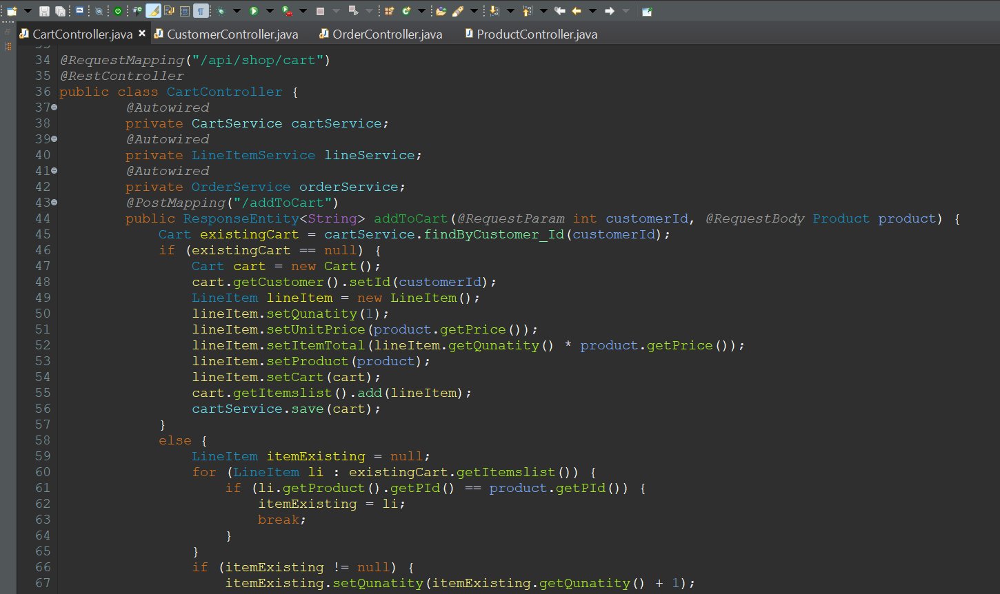 CartController.java CustomerController.java OrderController.java ProductController.java
34 @RequestMapping("/api/shop/cart")
35 @RestController
36 public class CartController {
37 @Autowired
38 private CartService cartService;
39 @Autowired
40 private LineItemService lineService;
41 @Autowired
42 private OrderService orderService;
43 @PostMapping("/addToCart")
44 public ResponseEntity<String> addToCart(@RequestParam int customerId, @RequestBody Product product) {
45 Cart existingCart = cartService.findByCustomer_Id(customerId);
46 if (existingCart == null) {
47 Cart cart = new Cart();
48 cart.getCustomer().setId(customerId);
49 LineItem lineItem = new LineItem();
50 lineItem.setQunatity(1);
51 lineItem.setUnitPrice(product.getPrice());
52 lineItem.setItemTotal(lineItem.getQunatity() * product.getPrice());
53 lineItem.setProduct(product);
54 lineItem.setCart(cart);
55 cart.getItemslist().add(lineItem);
56 cartService.save(cart);
57 }
58 else {
59 LineItem itemExisting = null;
60 for (LineItem li : existingCart.getItemslist()) {
61 if (li.getProduct().getPId() == product.getPId()) {
62 itemExisting = li;
63 break;
64 }
65 }
66 if (itemExisting != null) {
67 itemExisting.setQunatity(itemExisting.getQunatity() + 1);